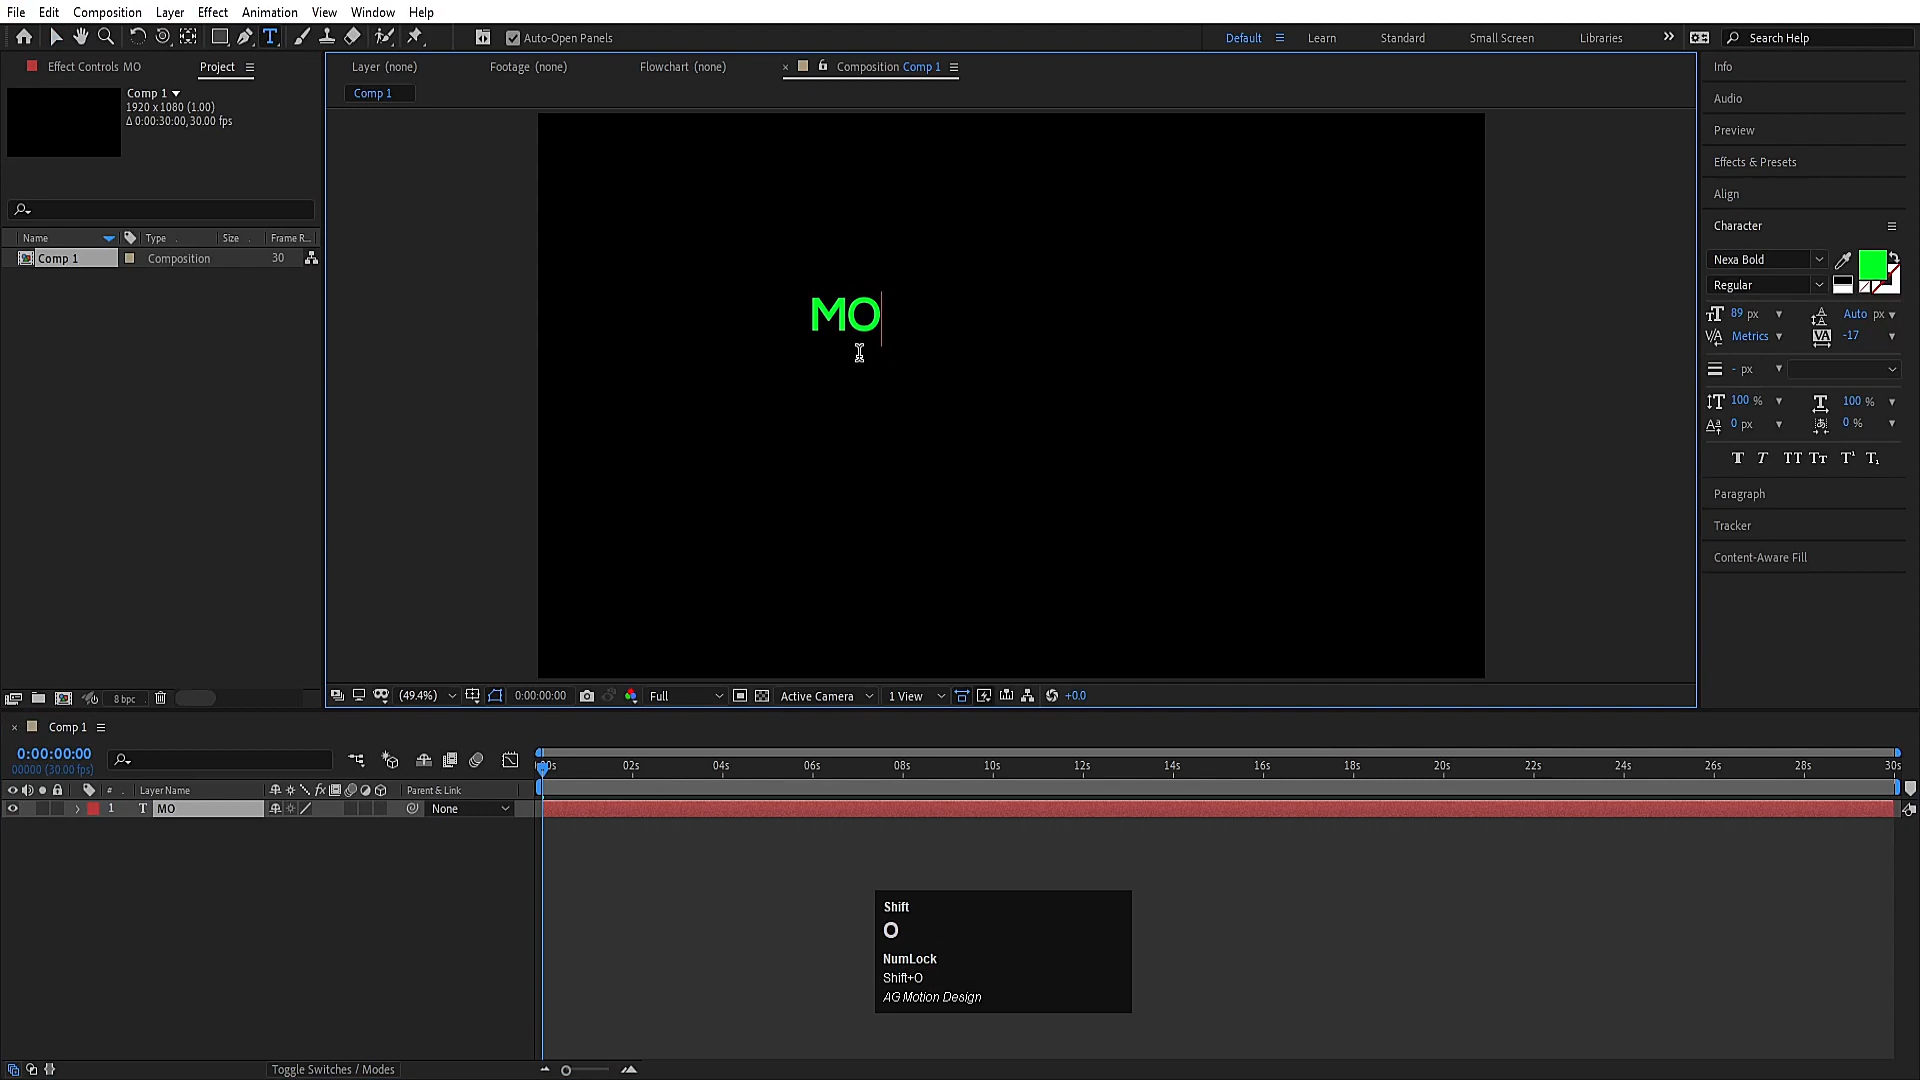 File Edit Composition Layer Effect Animation View Window Help
Auto-Open Panels Default Learn Standard Small Screen Libraries Search Help
Effect Controls MO Project Layer (none) Footage (none) Flowchart (none) Composition Comp 1 Info
Comp 1
Comp 1
1920 x 1080 (1.00)
Δ 0:00:30:00, 30.00 fps
Audio
Preview
Effects & Presets
Align
Character
Name Type Size Frame R...
Comp 1 Composition 30
Nexa Bold
Regular
89 px Auto px
Metrics -17
- px
100 % 100 %
0 px 0 %
Paragraph
Tracker
Content-Aware Fill
MO
8 bpc (49.4%) 0:00:00:00 Full Active Camera 1 View +0.0
Comp 1
0:00:00:00
00000 (30.00 fps)
00s 02s 04s 06s 08s 10s 12s 14s 16s 18s 20s 22s 24s 26s 28s 30s
# Layer Name fx Parent & Link
1 T MO None
Shift
O
NumLock
Shift+O
AG Motion Design
Toggle Switches / Modes